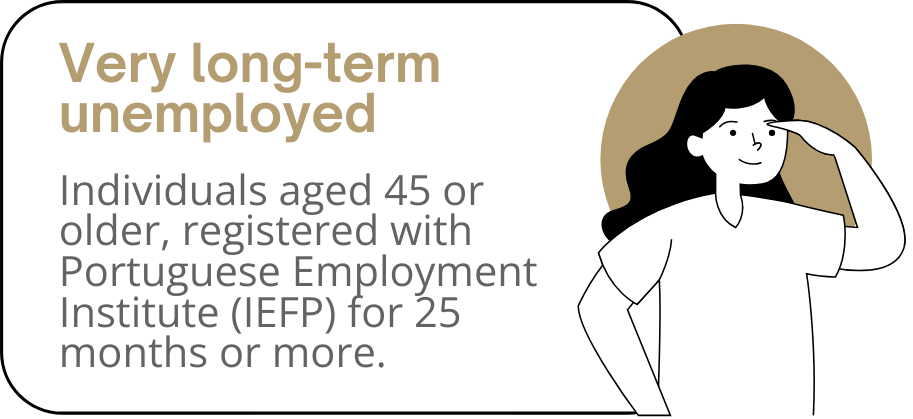 Very long-term
unemployed
Individuals aged 45 or
older, registered with
Portuguese Employment
Institute (IEFP) for 25
months or more.